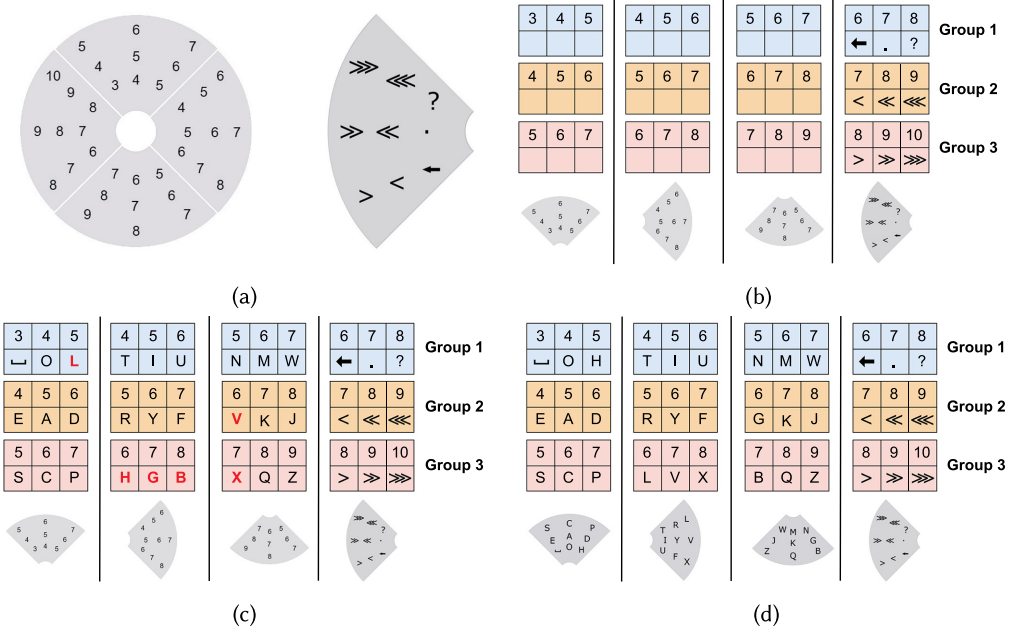 6
5 7
4 5 6
10 3 4 5 6
9 5
8 4
9 8 7 5 6 7
6 6
7 7
8 7 6 5 8
8 6
9 7 7
8
⋙ ⋘ ?
≫ ≪ .
> < ←
(a)
3 4 5 4 5 6 5 6 7 6 7 8 Group 1
← . ?
4 5 6 5 6 7 6 7 8 7 8 9 Group 2
< ≪ ⋘
5 6 7 6 7 8 7 8 9 8 9 10 Group 3
> ≫ ⋙
(b)
3 4 5 4 5 6 5 6 7 6 7 8 Group 1
⎵ O L T I U N M W ← . ?
4 5 6 5 6 7 6 7 8 7 8 9 Group 2
E A D R Y F V K J < ≪ ⋘
5 6 7 6 7 8 7 8 9 8 9 10 Group 3
S C P H G B X Q Z > ≫ ⋙
(c)
3 4 5 4 5 6 5 6 7 6 7 8 Group 1
⎵ O H T I U N M W ← . ?
4 5 6 5 6 7 6 7 8 7 8 9 Group 2
E A D R Y F G K J < ≪ ⋘
5 6 7 6 7 8 7 8 9 8 9 10 Group 3
S C P L V X B Q Z > ≫ ⋙
S C P
E A D
⎵ O H
T R L
I Y V
U F X
W M N
J K G
Z Q B
(d)